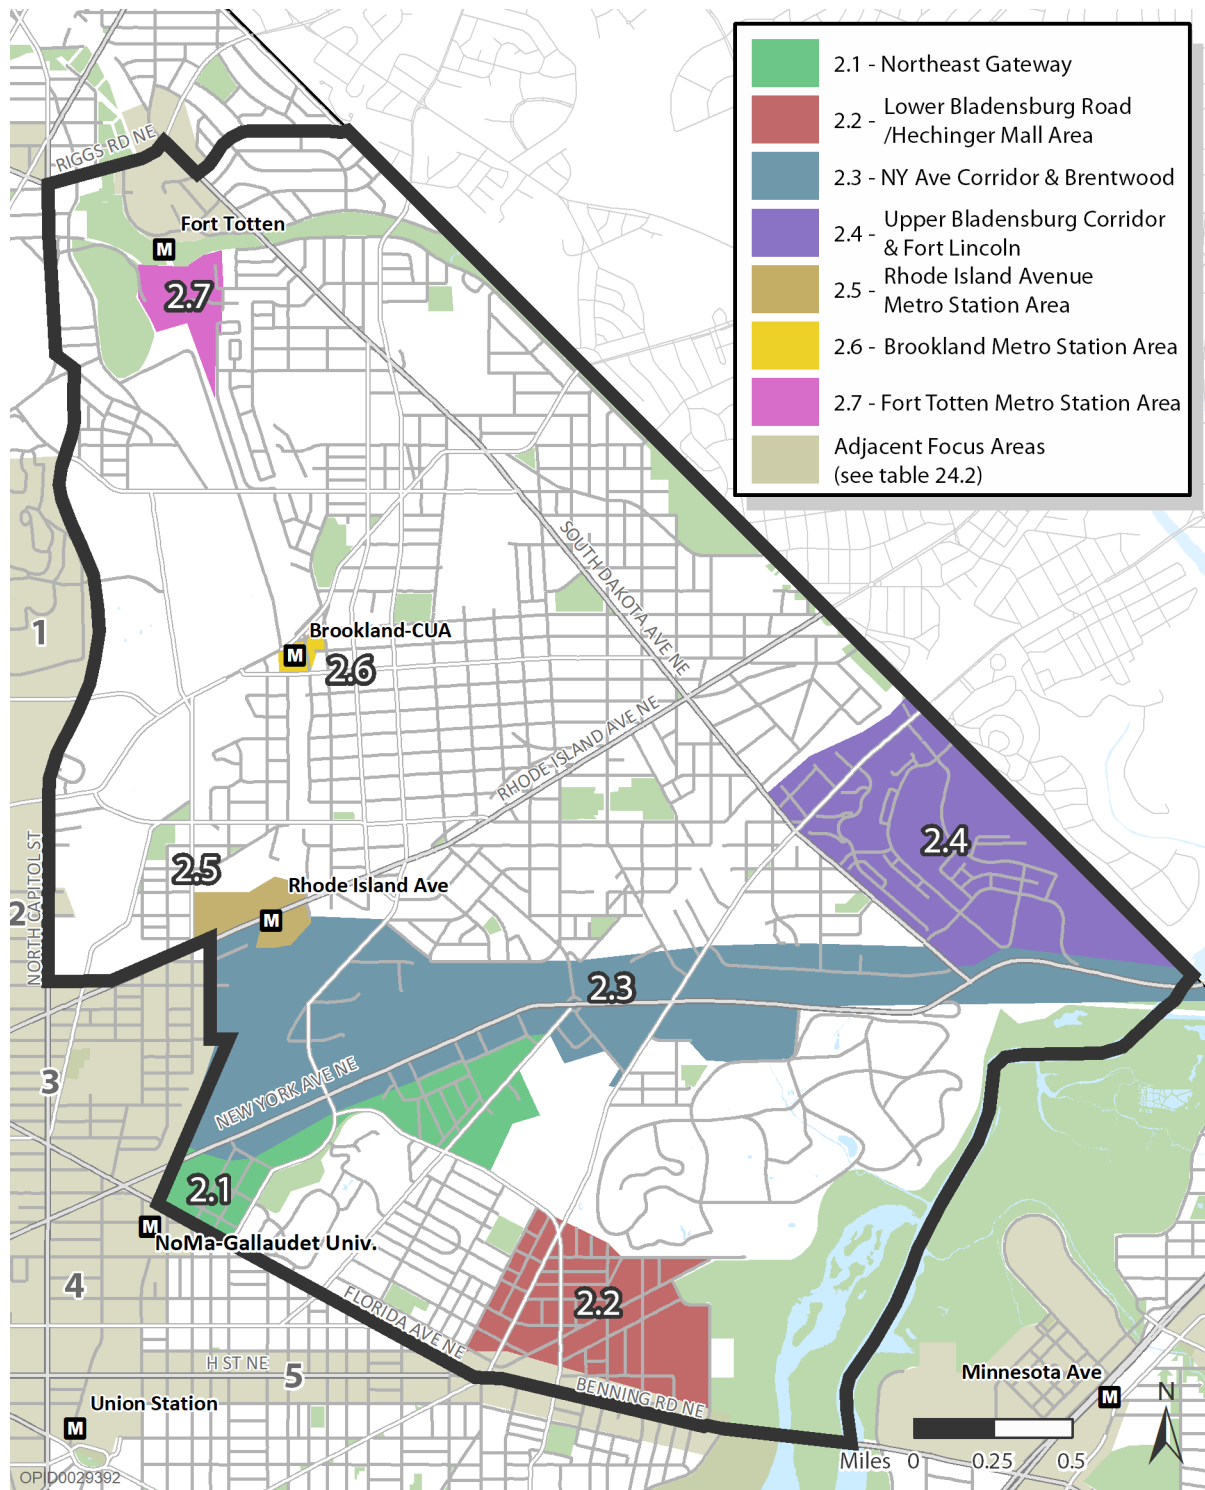 2.1 - Northeast Gateway
2.2 - Lower Bladensburg Road
/Hechinger Mall Area
2.3 - NY Ave Corridor & Brentwood
2.4 - Upper Bladensburg Corridor
& Fort Lincoln
2.5 - Rhode Island Avenue
Metro Station Area
2.6 - Brookland Metro Station Area
2.7 - Fort Totten Metro Station Area
Adjacent Focus Areas
(see table 24.2)
RIGGS RD NE
Fort Totten
M
2.7
SOUTH DAKOTA AVE NE
1
Brookland-CUA
M
2.6
RHODE ISLAND AVE NE
2.4
NORTH CAPITOL ST
2.5
Rhode Island Ave
M
2
2.3
3
NEW YORK AVE NE
2.1
M
NoMa-Gallaudet Univ.
4
FLORIDA AVE NE
2.2
H ST NE
5
BENNING RD NE
Minnesota Ave
M
Union Station
M
N
Miles 0 0.25 0.5
OPID0029392